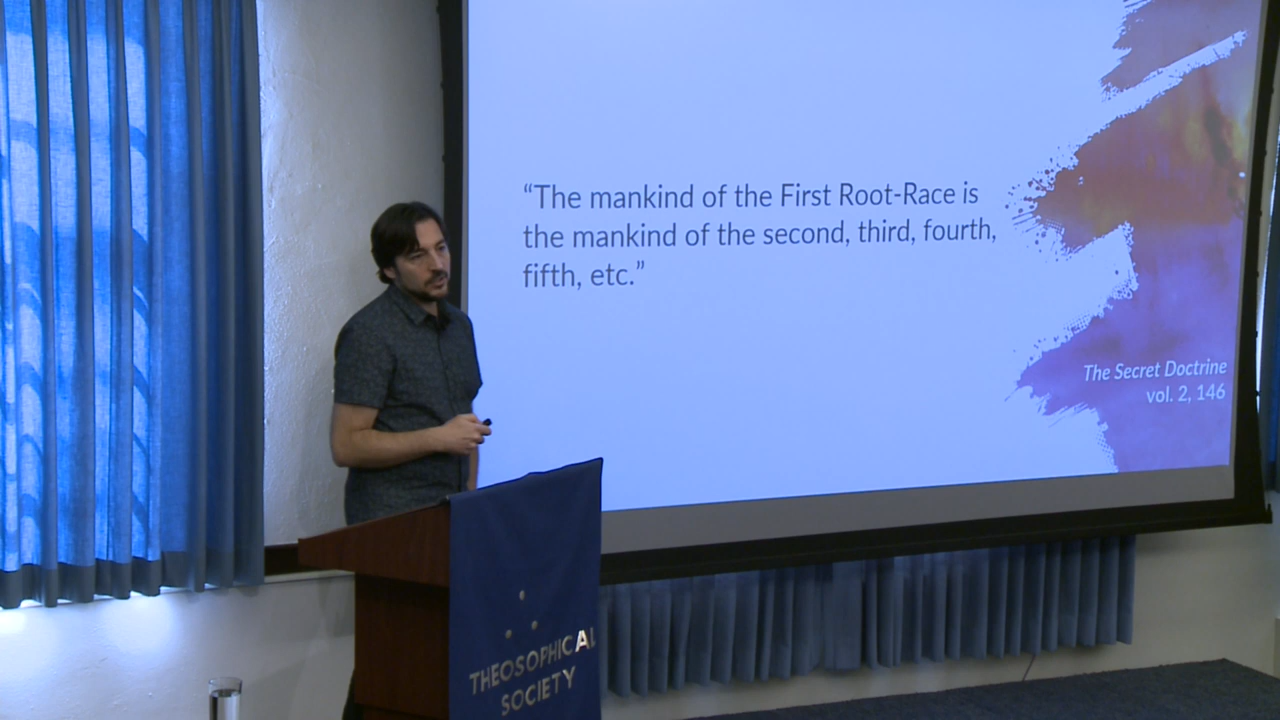 “The mankind of the First Root-Race is
the mankind of the second, third, fourth,
fifth, etc.”
The Secret Doctrine
vol. 2, 146
THEOSOPHICAL
SOCIETY